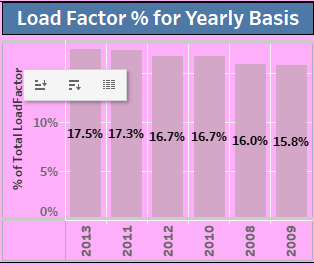 Load Factor % for Yearly Basis
% of Total LoadFactor
10%
5%
0%
17.5% 17.3% 16.7% 16.7% 16.0% 15.8%
2013 2011 2012 2010 2008 2009